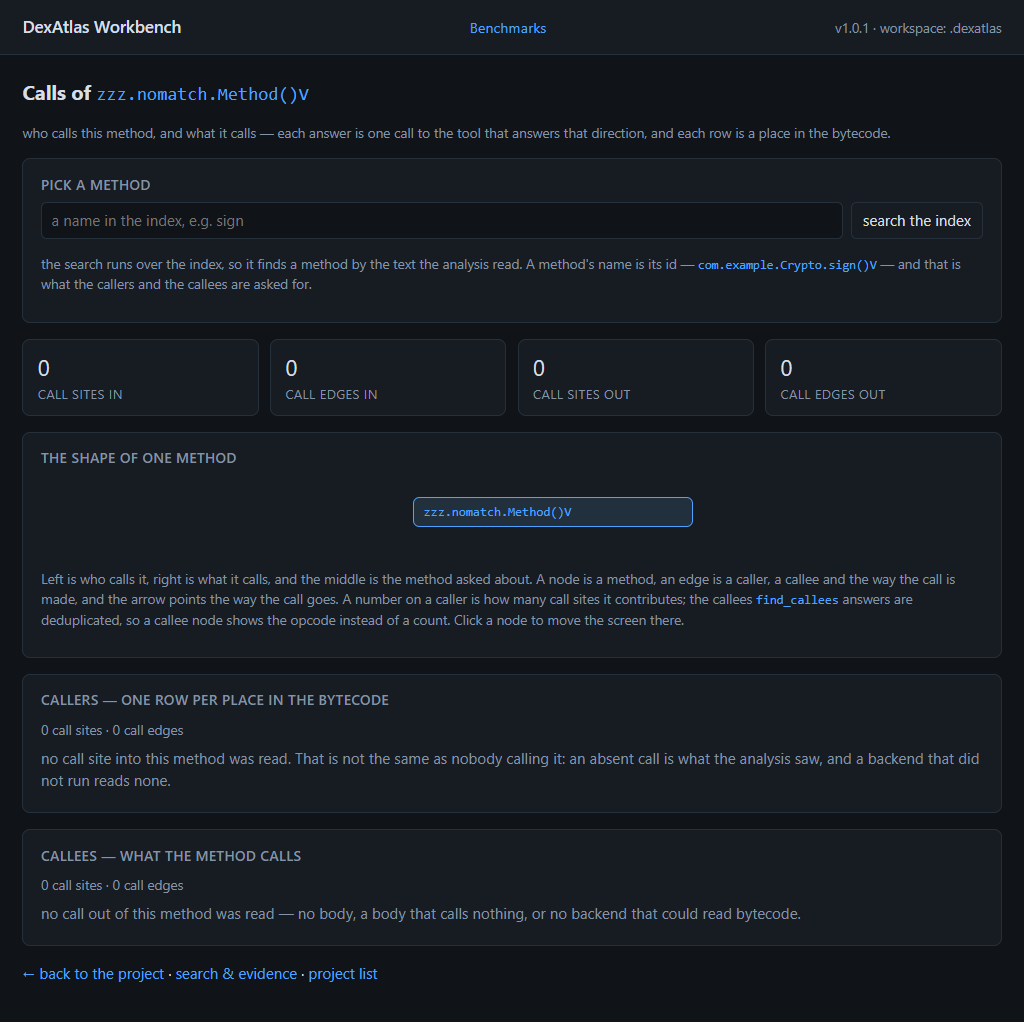 DexAtlas Workbench
Benchmarks
v1.0.1 · workspace: .dexatlas
Calls of zzz.nomatch.Method()V
who calls this method, and what it calls — each answer is one call to the tool that answers that direction, and each row is a place in the bytecode.
PICK A METHOD
a name in the index, e.g. sign
search the index
the search runs over the index, so it finds a method by the text the analysis read. A method's name is its id — com.example.Crypto.sign()V — and that is
what the callers and the callees are asked for.
0
CALL SITES IN
0
CALL EDGES IN
0
CALL SITES OUT
0
CALL EDGES OUT
THE SHAPE OF ONE METHOD
zzz.nomatch.Method()V
Left is who calls it, right is what it calls, and the middle is the method asked about. A node is a method, an edge is a caller, a callee and the way the call is
made, and the arrow points the way the call goes. A number on a caller is how many call sites it contributes; the callees find_callees answers are
deduplicated, so a callee node shows the opcode instead of a count. Click a node to move the screen there.
CALLERS — ONE ROW PER PLACE IN THE BYTECODE
0 call sites · 0 call edges
no call site into this method was read. That is not the same as nobody calling it: an absent call is what the analysis saw, and a backend that did
not run reads none.
CALLEES — WHAT THE METHOD CALLS
0 call sites · 0 call edges
no call out of this method was read — no body, a body that calls nothing, or no backend that could read bytecode.
← back to the project · search & evidence · project list